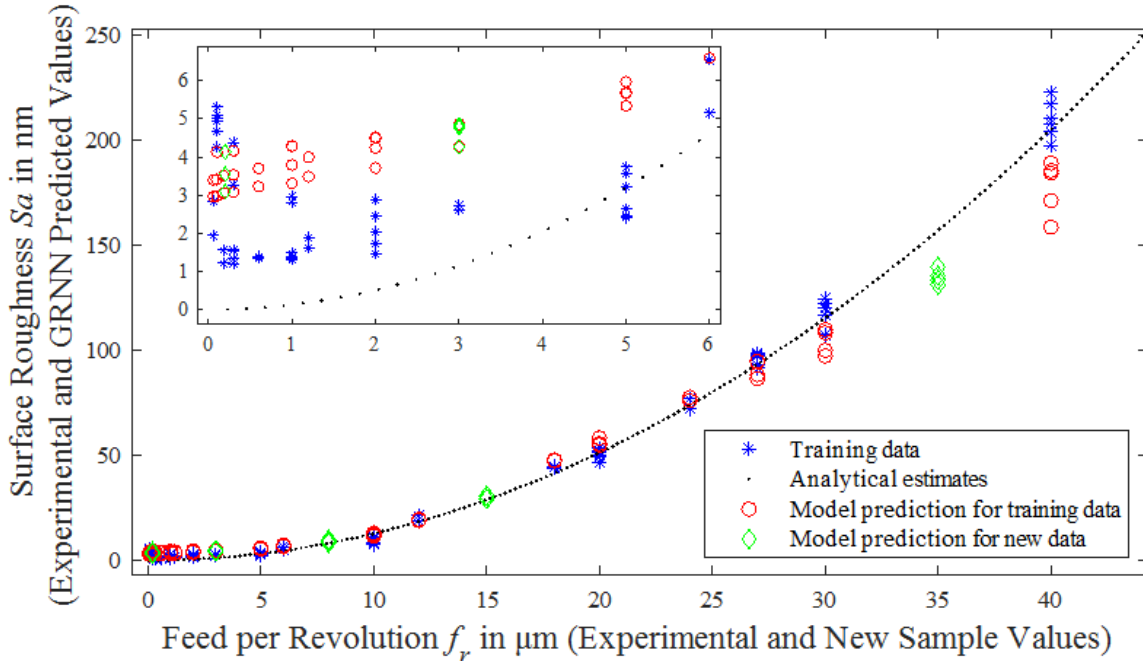 Surface Roughness Sa in nm
(Experimental and GRNN Predicted Values)
250
200
150
100
50
0
6
5
4
3
2
1
0
0 1 2 3 4 5 6
Training data
Analytical estimates
Model prediction for training data
Model prediction for new data
0 5 10 15 20 25 30 35 40
Feed per Revolution fr in μm (Experimental and New Sample Values)